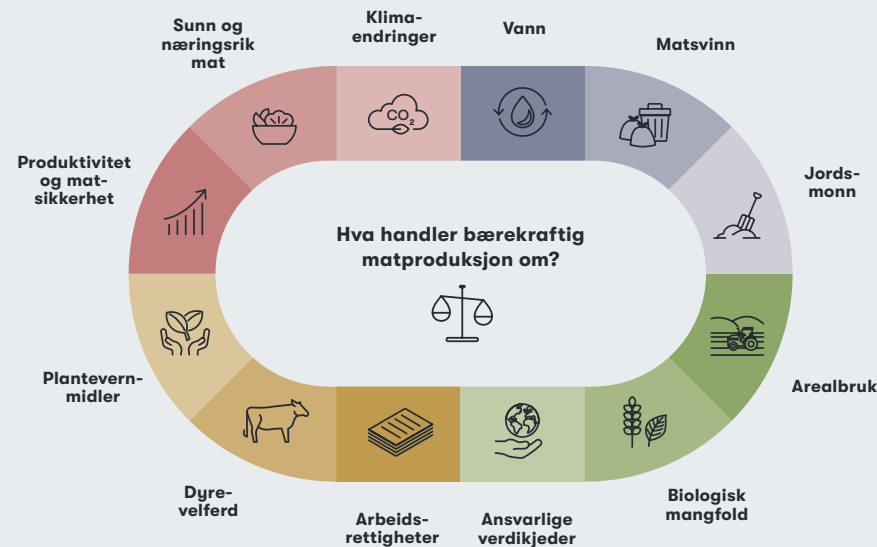 Klima-
endringer
Vann
Matsvinn
Jords-
monn
Arealbruk
Biologisk
mangfold
Ansvarlige
verdikjeder
Arbeids-
rettigheter
Dyre-
velferd
Plantevern-
midler
Produktivitet
og mat-
sikkerhet
Sunn og
næringsrik
mat
CO₂
Hva handler bærekraftig
matproduksjon om?